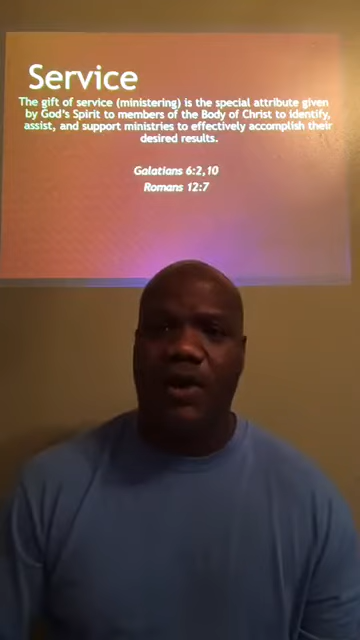 Service
The gift of service (ministering) is the special attribute given
by God's Spirit to members of the Body of Christ to identify,
assist, and support ministries to effectively accomplish their
desired results.
Galatians 6:2,10
Romans 12:7